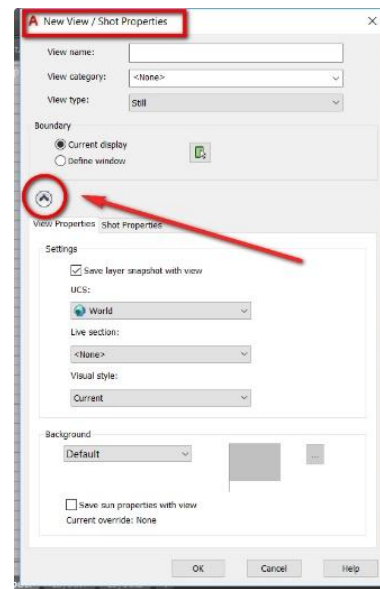 A New View / Shot Properties
View name:
View category: <None>
View type: Still
Boundary
Current display
Define window
View Properties Shot Properties
Settings
Save layer snapshot with view
UCS:
World
Live section:
<None>
Visual style:
Current
Background
Default ...
Save sun properties with view
Current override: None
OK Cancel Help